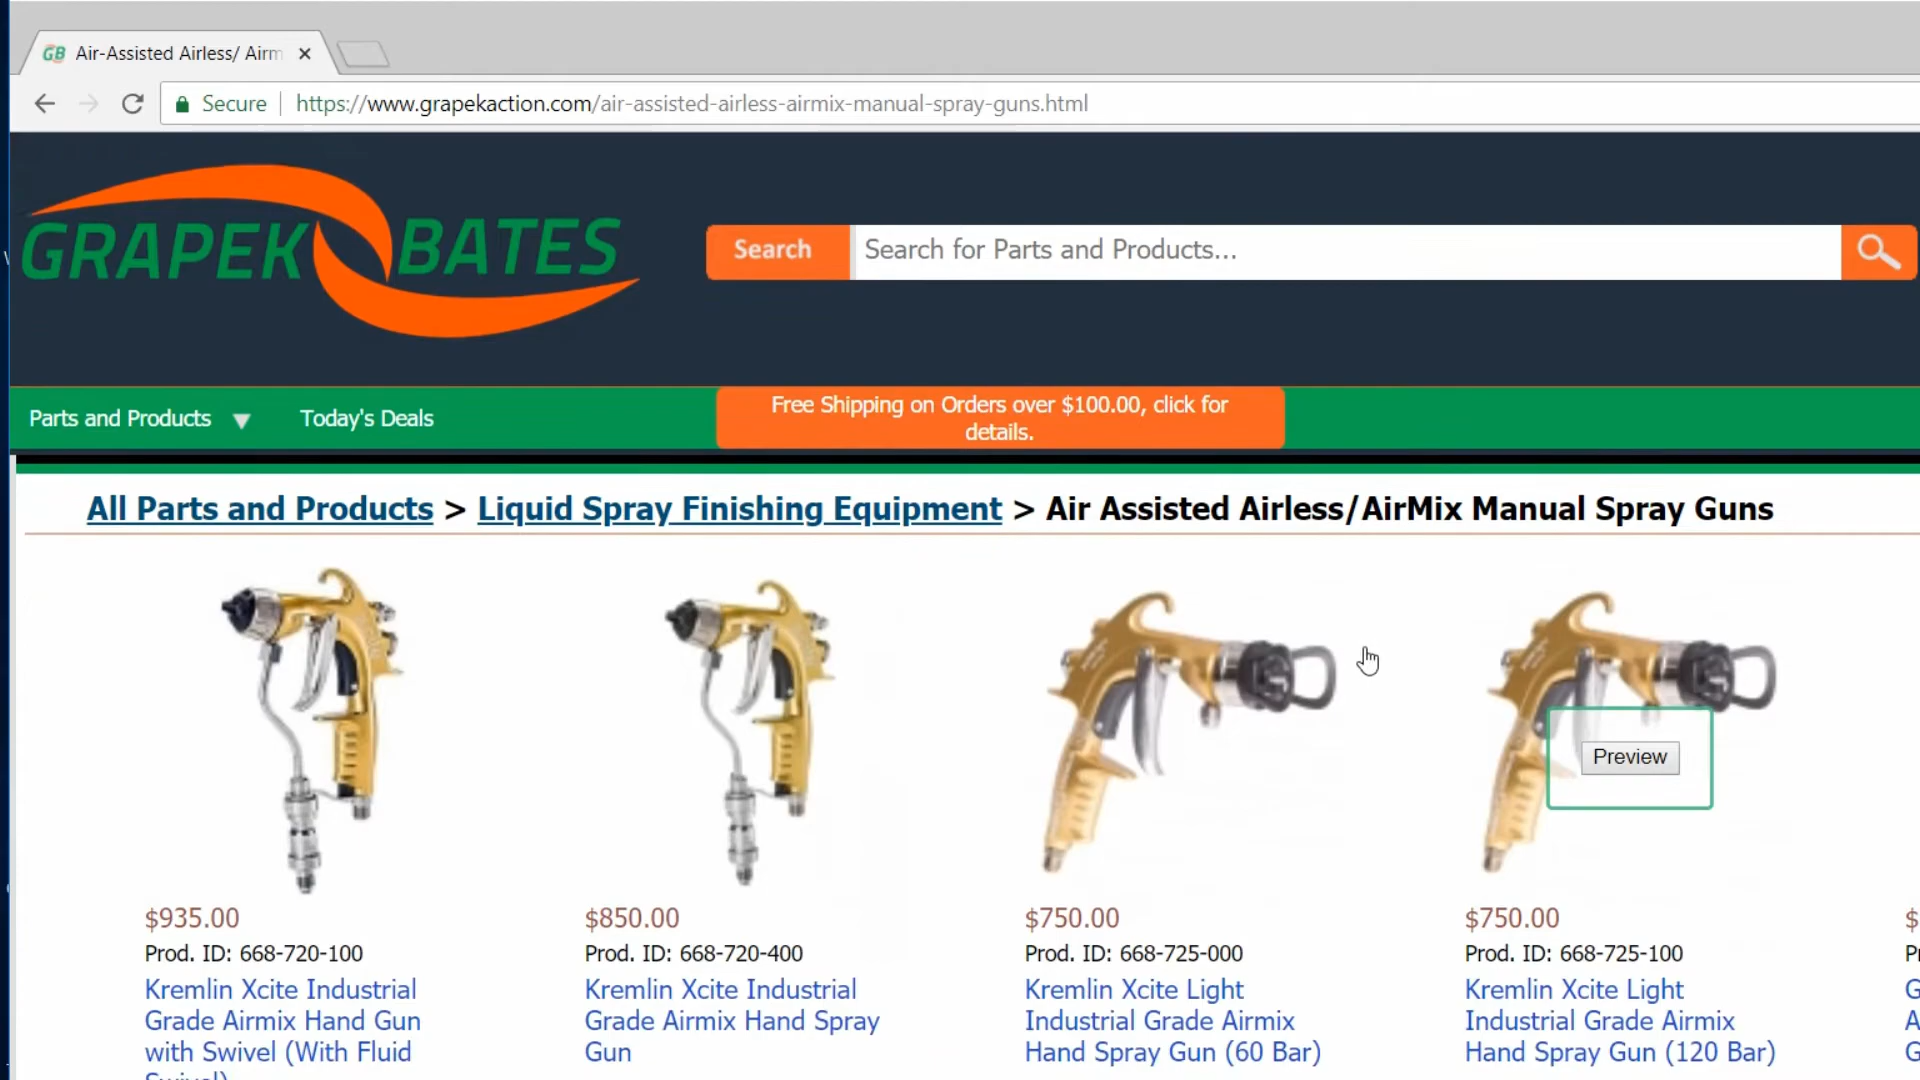 GB Air-Assisted Airless/ Airm
Secure https://www.grapekaction.com/air-assisted-airless-airmix-manual-spray-guns.html
GRAPEK BATES
Search Search for Parts and Products...
Parts and Products Today's Deals
Free Shipping on Orders over $100.00, click for
details.
All Parts and Products > Liquid Spray Finishing Equipment > Air Assisted Airless/AirMix Manual Spray Guns
Preview
$935.00
Prod. ID: 668-720-100
Kremlin Xcite Industrial
Grade Airmix Hand Gun
with Swivel (With Fluid
Swivel)
$850.00
Prod. ID: 668-720-400
Kremlin Xcite Industrial
Grade Airmix Hand Spray
Gun
$750.00
Prod. ID: 668-725-000
Kremlin Xcite Light
Industrial Grade Airmix
Hand Spray Gun (60 Bar)
$750.00
Prod. ID: 668-725-100
Kremlin Xcite Light
Industrial Grade Airmix
Hand Spray Gun (120 Bar)